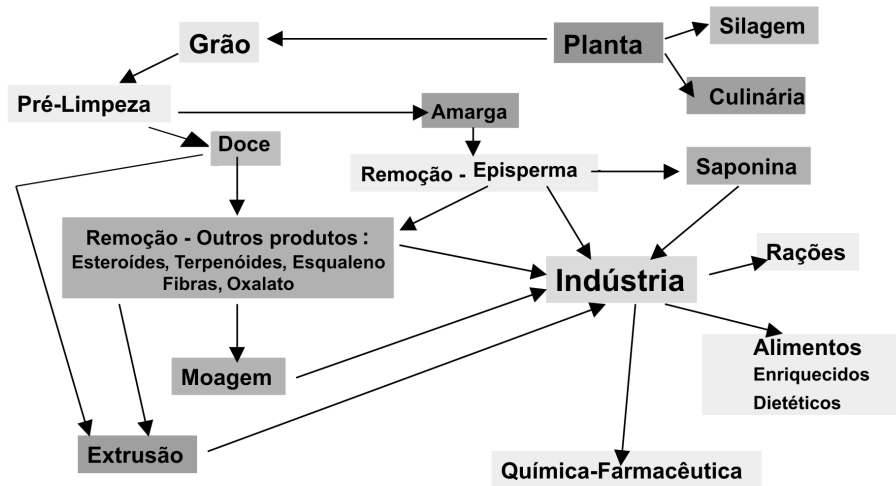 Grão
Planta
Silagem
Culinária
Pré-Limpeza
Amarga
Doce
Remoção - Episperma
Saponina
Remoção - Outros produtos :
Esteroídes, Terpenóides, Esqualeno
Fibras, Oxalato
Indústria
Rações
Moagem
Alimentos
Enriquecidos
Dietéticos
Extrusão
Química-Farmacêutica